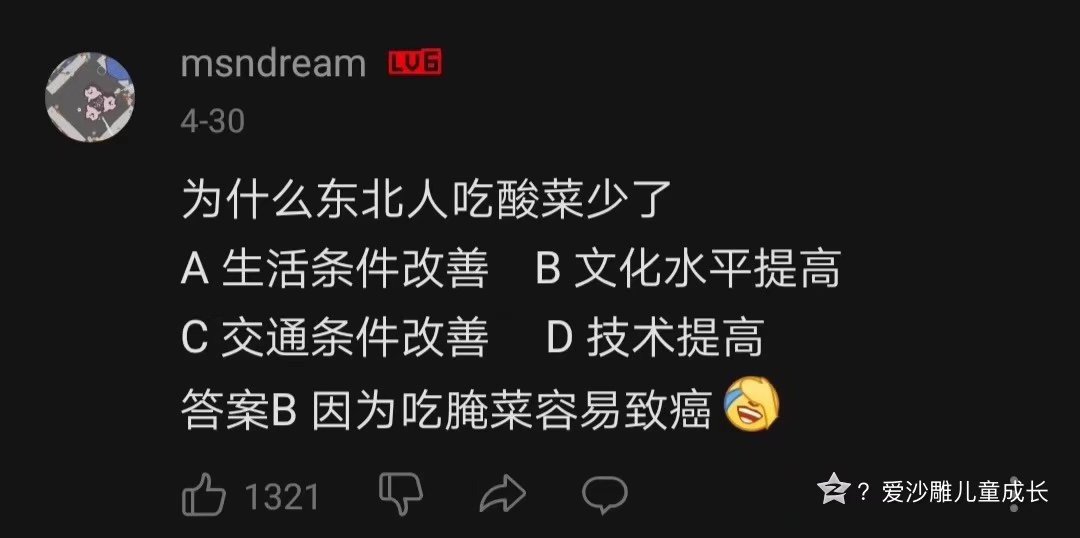 msndream LV6
4-30
为什么东北人吃酸菜少了
A 生活条件改善 B 文化水平提高
C 交通条件改善 D 技术提高
答案B 因为吃腌菜容易致癌
1321
？爱沙雕儿童成长